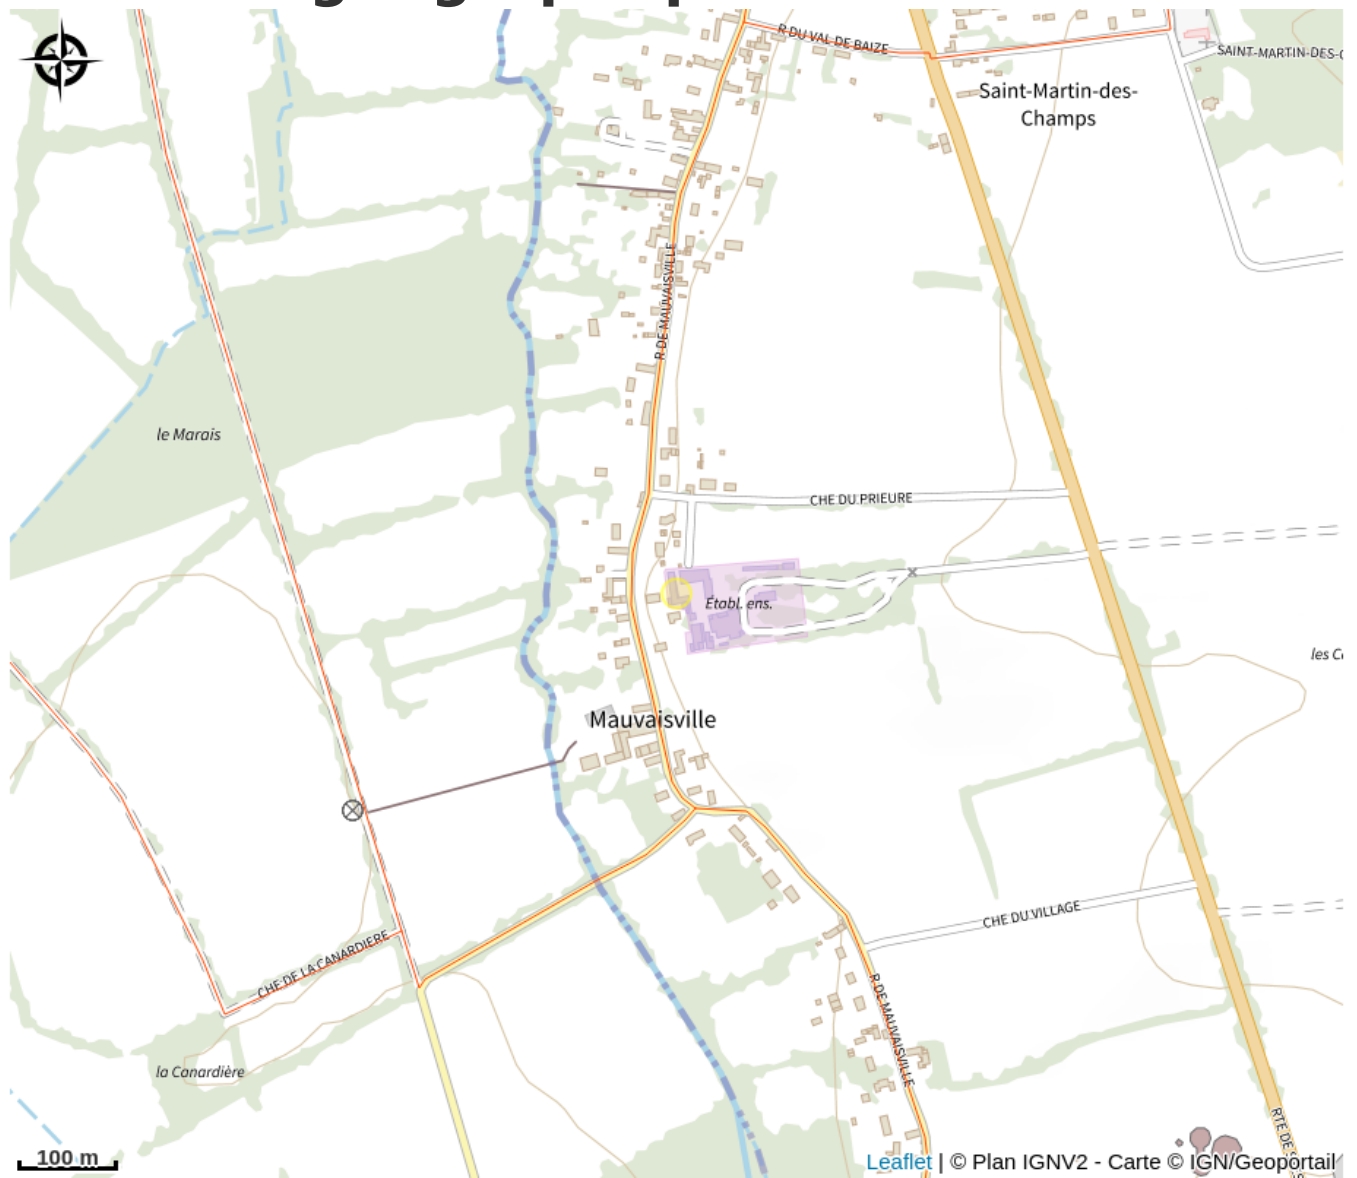 R DU VAL DE BAIZE
SAINT-MARTIN-DES-C
Saint-Martin-des-
Champs
R DE MAUVAISVILLE
le Marais
CHE DU PRIEURE
Établ. ens.
les C
Mauvaisville
CHE DU VILLAGE
CHE DE LA CANARDIERE
R DE MAUVAISVILLE
la Canardière
RTE DE S
100 m
Leaflet | © Plan IGNV2 - Carte © IGN/Geoportail